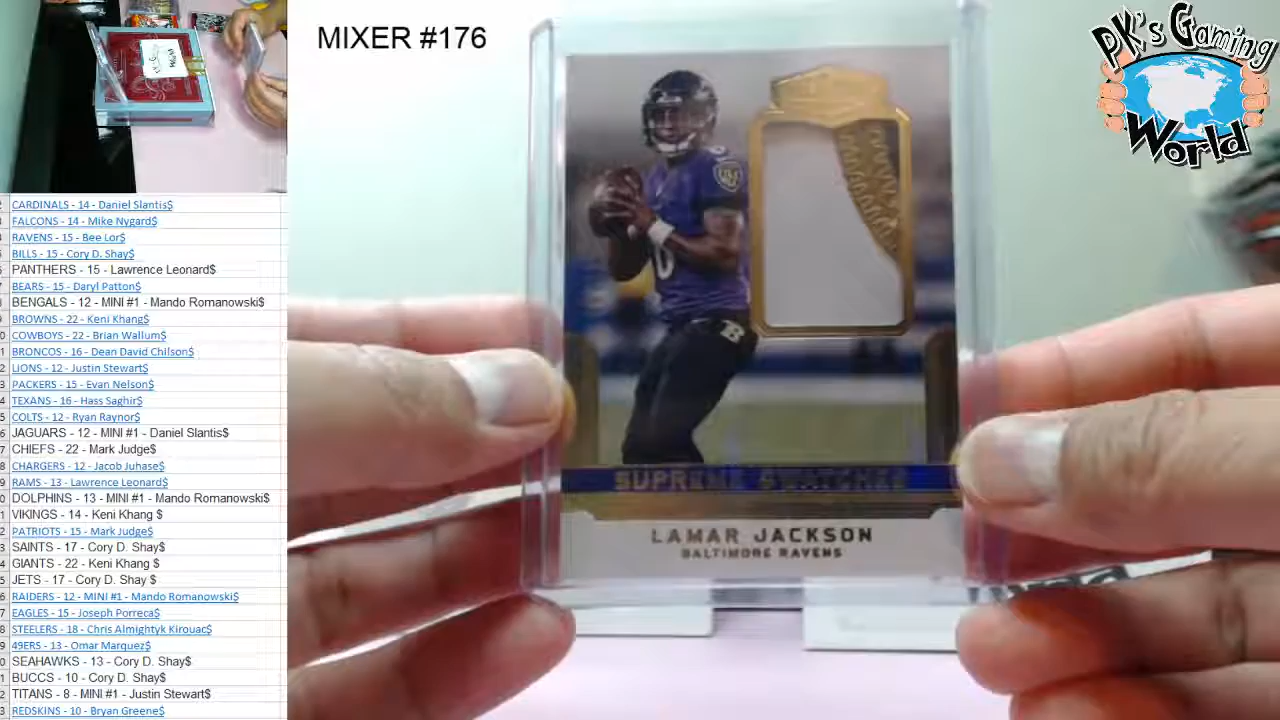 MIXER #176
PK's Gaming
World
CARDINALS - 14 - Daniel Slantis$
FALCONS - 14 - Mike Nygard$
RAVENS - 15 - Bee Lor$
BILLS - 15 - Cory D. Shay$
PANTHERS - 15 - Lawrence Leonard$
BEARS - 15 - Daryl Patton$
BENGALS - 12 - MINI #1 - Mando Romanowski$
BROWNS - 22 - Keni Khang$
COWBOYS - 22 - Brian Wallum$
BRONCOS - 16 - Dean David Chilson$
LIONS - 12 - Justin Stewart$
PACKERS - 15 - Evan Nelson$
TEXANS - 16 - Hass Saghir$
COLTS - 12 - Ryan Raynor$
JAGUARS - 12 - MINI #1 - Daniel Slantis$
CHIEFS - 22 - Mark Judge$
CHARGERS - 12 - Jacob Juhase$
RAMS - 13 - Lawrence Leonard$
DOLPHINS - 13 - MINI #1 - Mando Romanowski$
VIKINGS - 14 - Keni Khang $
PATRIOTS - 15 - Mark Judge$
SAINTS - 17 - Cory D. Shay$
GIANTS - 22 - Keni Khang $
JETS - 17 - Cory D. Shay $
RAIDERS - 12 - MINI #1 - Mando Romanowski$
EAGLES - 15 - Joseph Porreca$
STEELERS - 18 - Chris Almightyk Kirouac$
49ERS - 13 - Omar Marquez$
SEAHAWKS - 13 - Cory D. Shay$
BUCCS - 10 - Cory D. Shay$
TITANS - 8 - MINI #1 - Justin Stewart$
REDSKINS - 10 - Bryan Greene$
SUPREME SWATCHES
LAMAR JACKSON
BALTIMORE RAVENS
B